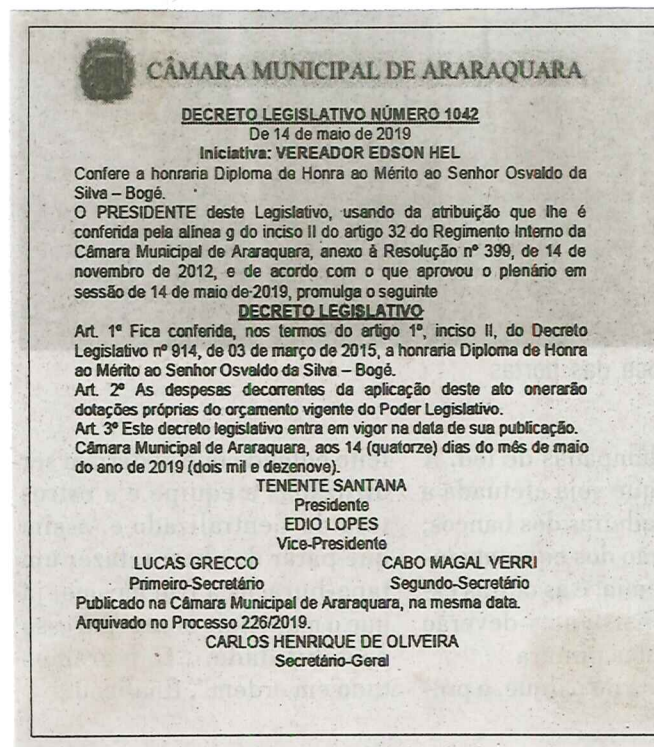 CÂMARA MUNICIPAL DE ARARAQUARA
DECRETO LEGISLATIVO NÚMERO 1042
De 14 de maio de 2019
Iniciativa: VEREADOR EDSON HEL
Confere a honraria Diploma de Honra ao Mérito ao Senhor Osvaldo da
Silva – Bogé.
O PRESIDENTE deste Legislativo, usando da atribuição que lhe é
conferida pela alínea g do inciso II do artigo 32 do Regimento Interno da
Câmara Municipal de Araraquara, anexo à Resolução nº 399, de 14 de
novembro de 2012, e de acordo com o que aprovou o plenário em
sessão de 14 de maio de 2019, promulga o seguinte
DECRETO LEGISLATIVO
Art. 1º Fica conferida, nos termos do artigo 1º, inciso II, do Decreto
Legislativo nº 914, de 03 de março de 2015, a honraria Diploma de Honra
ao Mérito ao Senhor Osvaldo da Silva – Bogé.
Art. 2º As despesas decorrentes da aplicação deste ato onerarão
dotações próprias do orçamento vigente do Poder Legislativo.
Art. 3º Este decreto legislativo entra em vigor na data de sua publicação.
Câmara Municipal de Araraquara, aos 14 (quatorze) dias do mês de maio
do ano de 2019 (dois mil e dezenove).
TENENTE SANTANA
Presidente
EDIO LOPES
Vice-Presidente
LUCAS GRECCO CABO MAGAL VERRI
Primeiro-Secretário Segundo-Secretário
Publicado na Câmara Municipal de Araraquara, na mesma data.
Arquivado no Processo 226/2019.
CARLOS HENRIQUE DE OLIVEIRA
Secretário-Geral